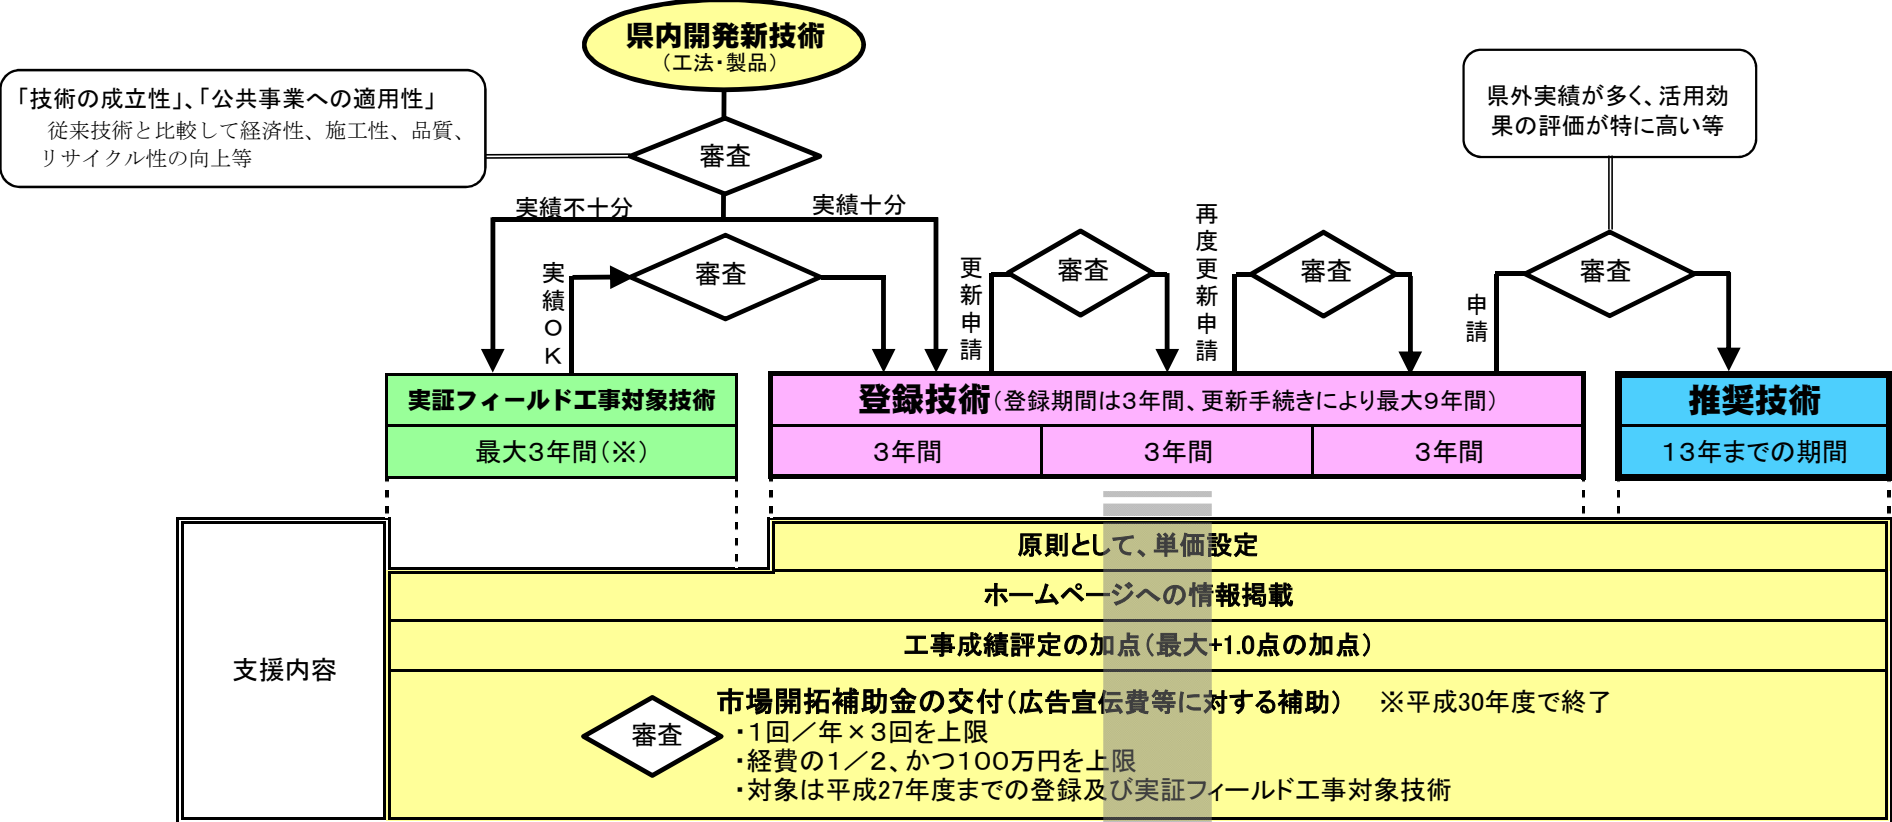 県内開発新技術
（工法・製品）
「技術の成立性」、「公共事業への適用性」
従来技術と比較して経済性、施工性、品質、
リサイクル性の向上等
審査
県外実績が多く、活用効
果の評価が特に高い等
実績不十分
実績十分
実績ＯＫ
審査
更新申請
審査
再度更新申請
審査
申請
審査
実証フィールド工事対象技術
最大３年間（※）
登録技術（登録期間は３年間、更新手続きにより最大９年間）
３年間
３年間
３年間
推奨技術
１３年までの期間
支援内容
原則として、単価設定
ホームページへの情報掲載
工事成績評定の加点（最大+1.0点の加点）
審査
市場開拓補助金の交付（広告宣伝費等に対する補助）　※平成30年度で終了
・１回／年×３回を上限
・経費の１／２、かつ１００万円を上限
・対象は平成27年度までの登録及び実証フィールド工事対象技術